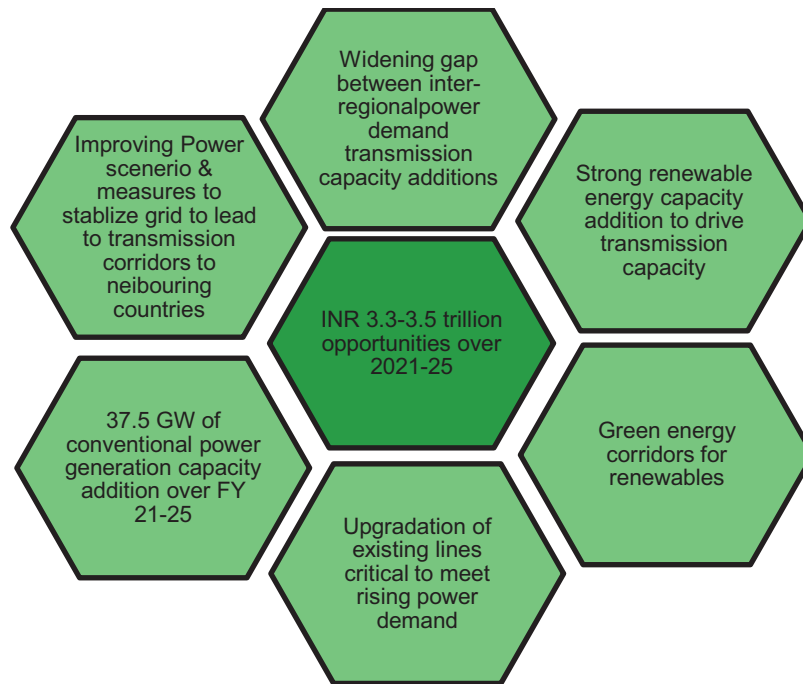 Widening gap
between inter-
regionalpower
demand
transmission
capacity additions
Improving Power
scenerio &
measures to
stablize grid to lead
to transmission
corridors to
neibouring
countries
Strong renewable
energy capacity
addition to drive
transmission
capacity
INR 3.3-3.5 trillion
opportunities over
2021-25
37.5 GW of
conventional power
generation capacity
addition over FY
21-25
Green energy
corridors for
renewables
Upgradation of
existing lines
critical to meet
rising power
demand